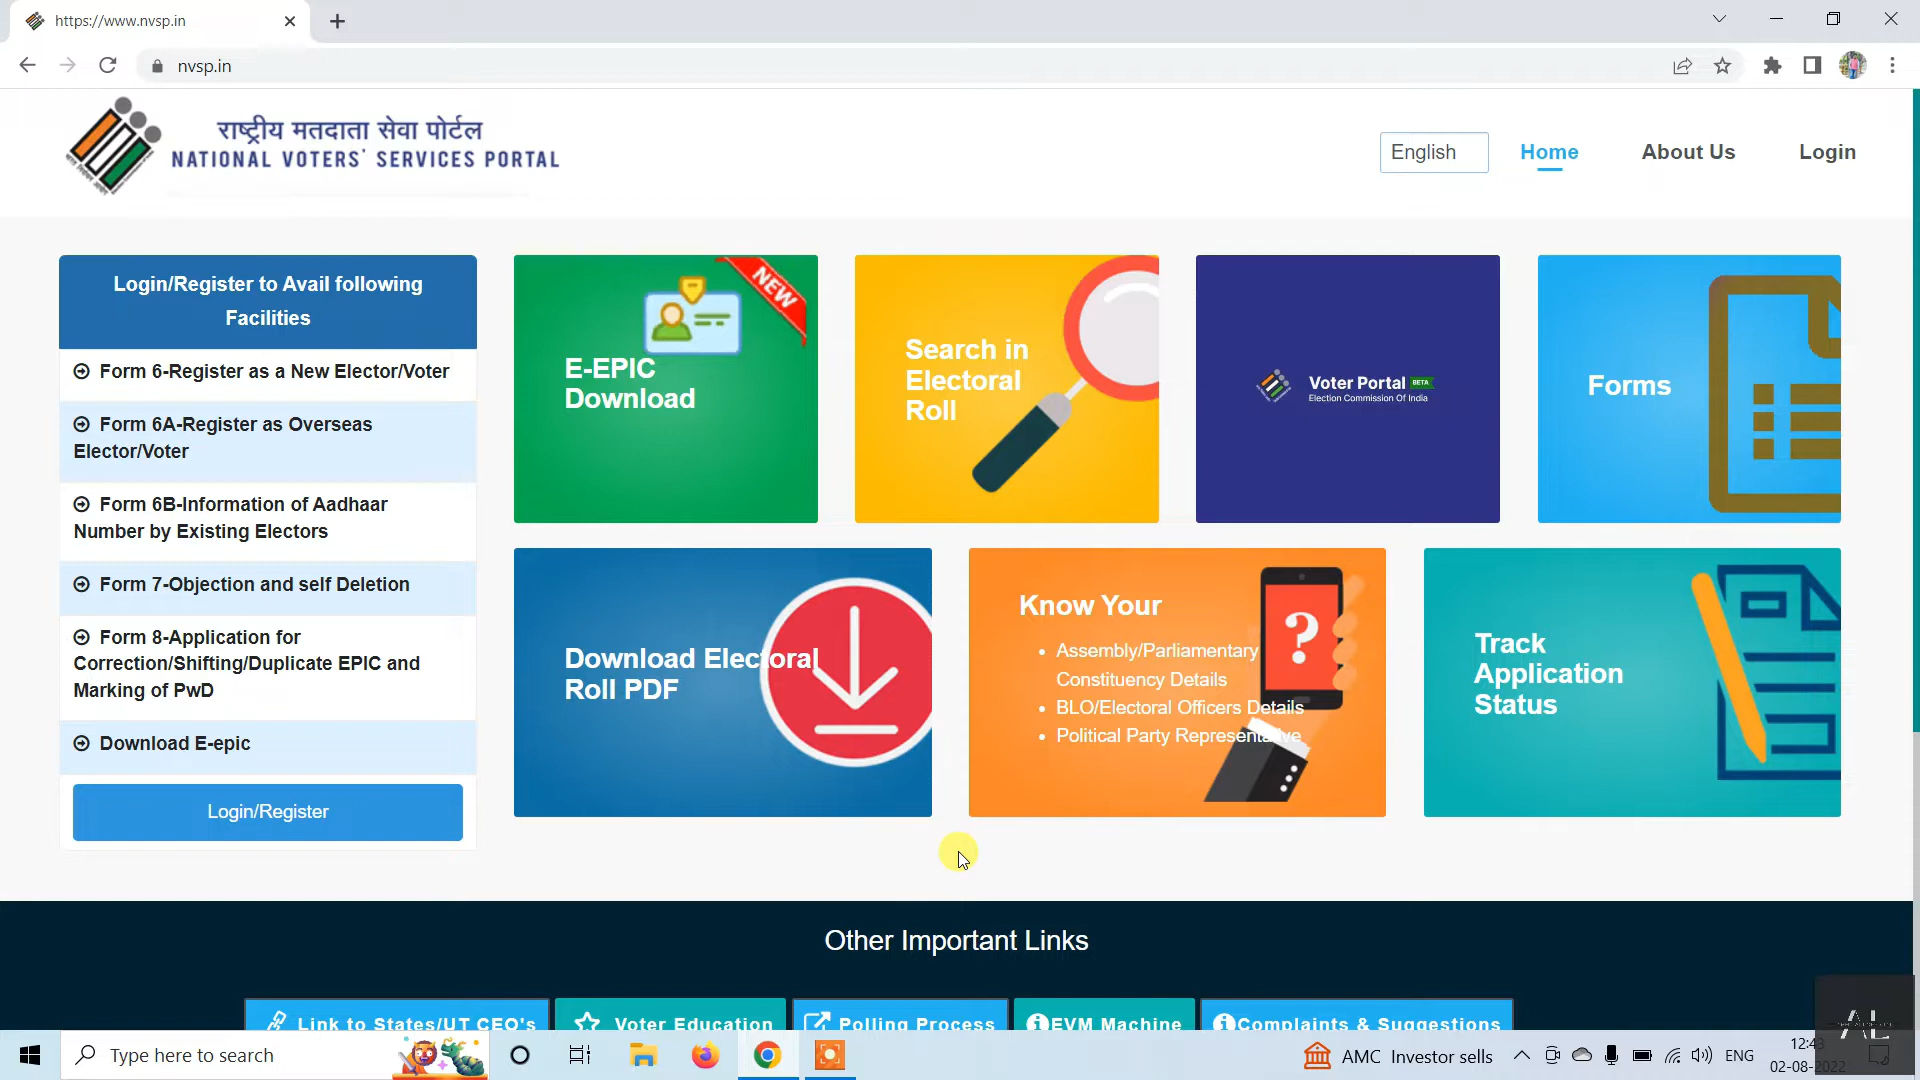 https://www.nvsp.in
nvsp.in
राष्ट्रीय मतदाता सेवा पोर्टल
NATIONAL VOTERS' SERVICES PORTAL
English
Home
About Us
Login
Login/Register to Avail following
Facilities
Form 6-Register as a New Elector/Voter
Form 6A-Register as Overseas
Elector/Voter
Form 6B-Information of Aadhaar
Number by Existing Electors
Form 7-Objection and self Deletion
Form 8-Application for
Correction/Shifting/Duplicate EPIC and
Marking of PwD
Download E-epic
Login/Register
NEW
E-EPIC
Download
Search in
Electoral
Roll
Voter Portal BETA
Election Commission Of India
Forms
Download Electoral
Roll PDF
Know Your
• Assembly/Parliamentary
Constituency Details
• BLO/Electoral Officers Details
• Political Party Representative
?
Track
Application
Status
Other Important Links
Link to States/UT CEO's
Voter Education
Polling Process
EVM Machine
Complaints & Suggestions
Type here to search
AMC Investor sells
ENG
02-08-2022
AL